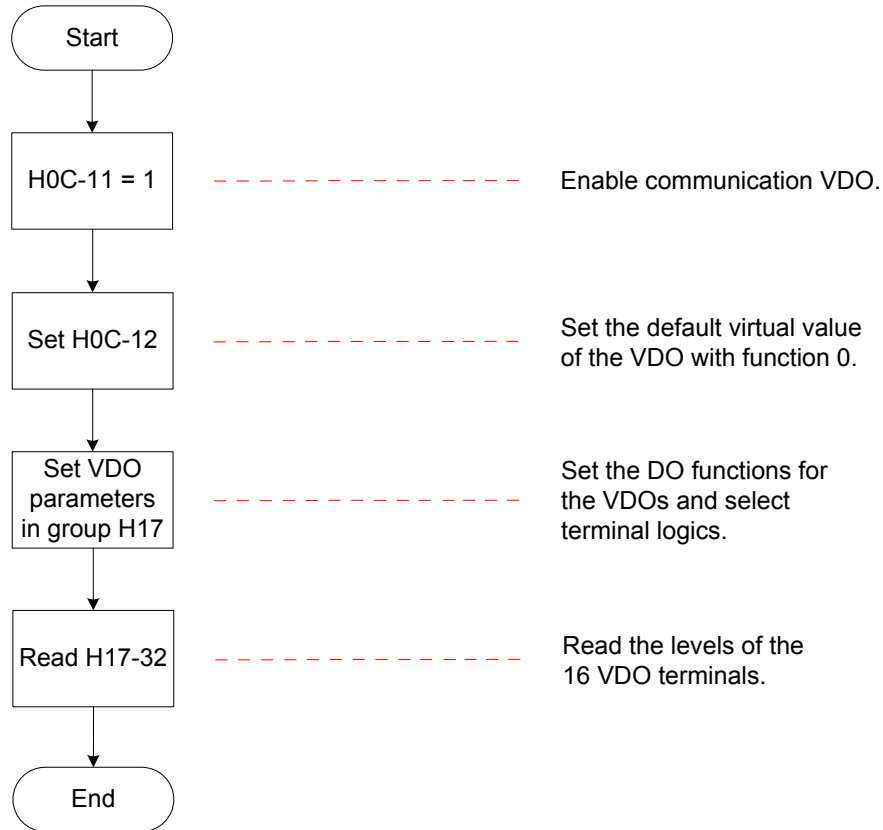 Start
H0C-11 = 1
Enable communication VDO.
Set H0C-12
Set the default virtual value
of the VDO with function 0.
Set VDO
parameters
in group H17
Set the DO functions for
the VDOs and select
terminal logics.
Read H17-32
Read the levels of the
16 VDO terminals.
End